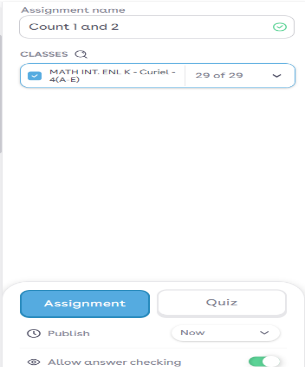 Assignment name
Count 1 and 2
CLASSES
MATH INT. ENL K - Curiel -
4(A-E)
29 of 29
Assignment
Quiz
Publish
Now
Allow answer checking